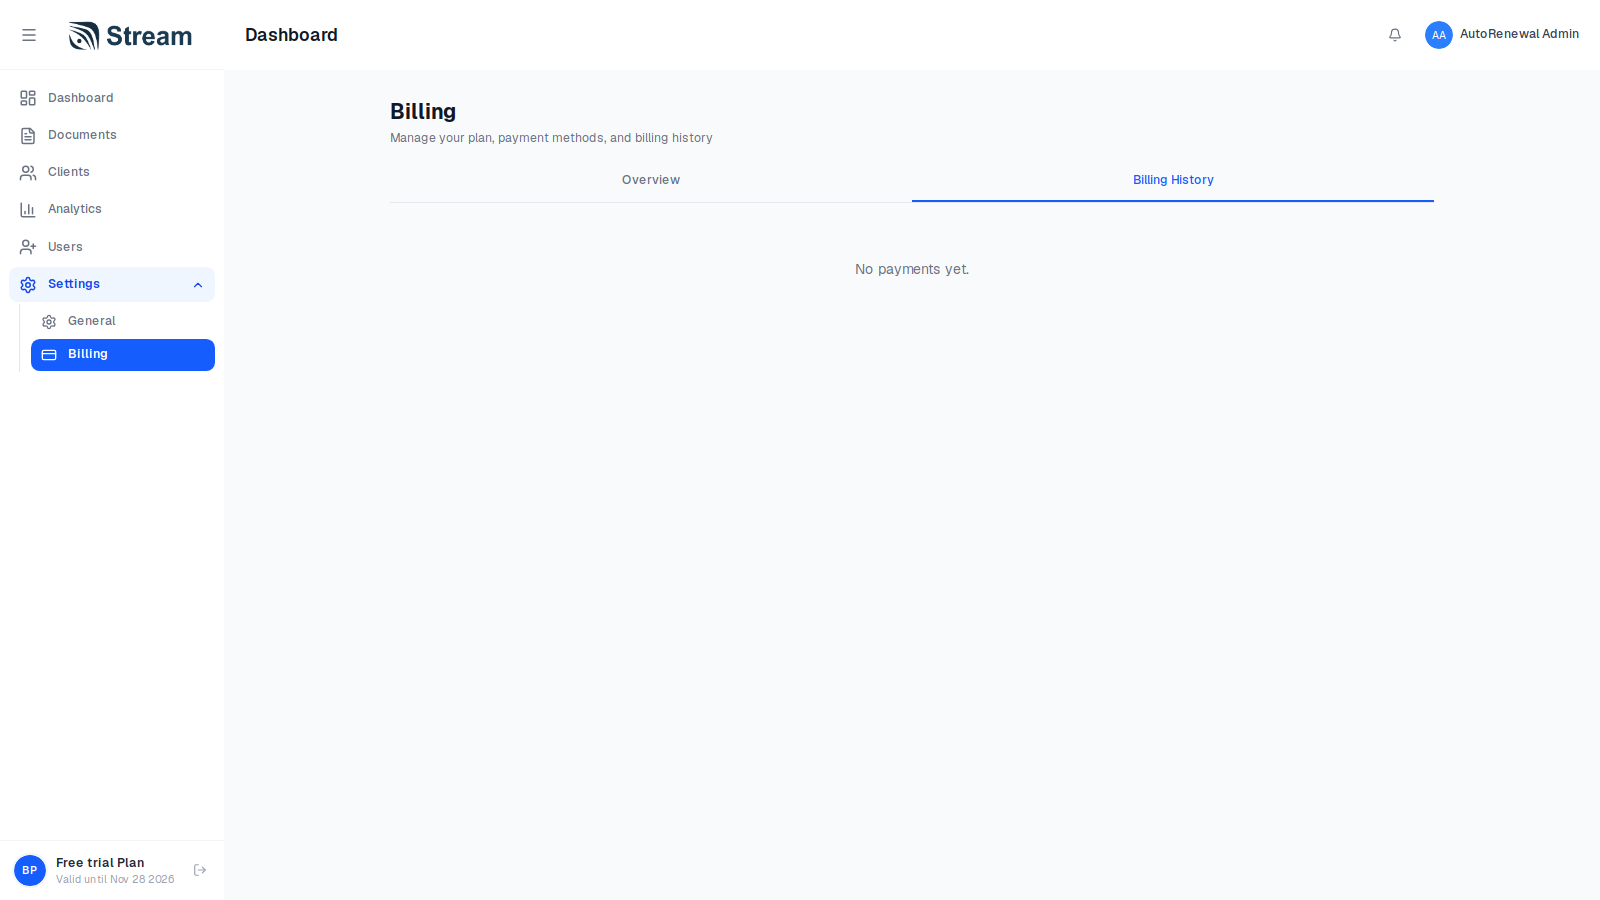 Stream
Dashboard
AA
AutoRenewal Admin
Dashboard
Documents
Clients
Analytics
Users
Settings
General
Billing
Billing
Manage your plan, payment methods, and billing history
Overview
Billing History
No payments yet.
BP
Free trial Plan
Valid until Nov 28 2026